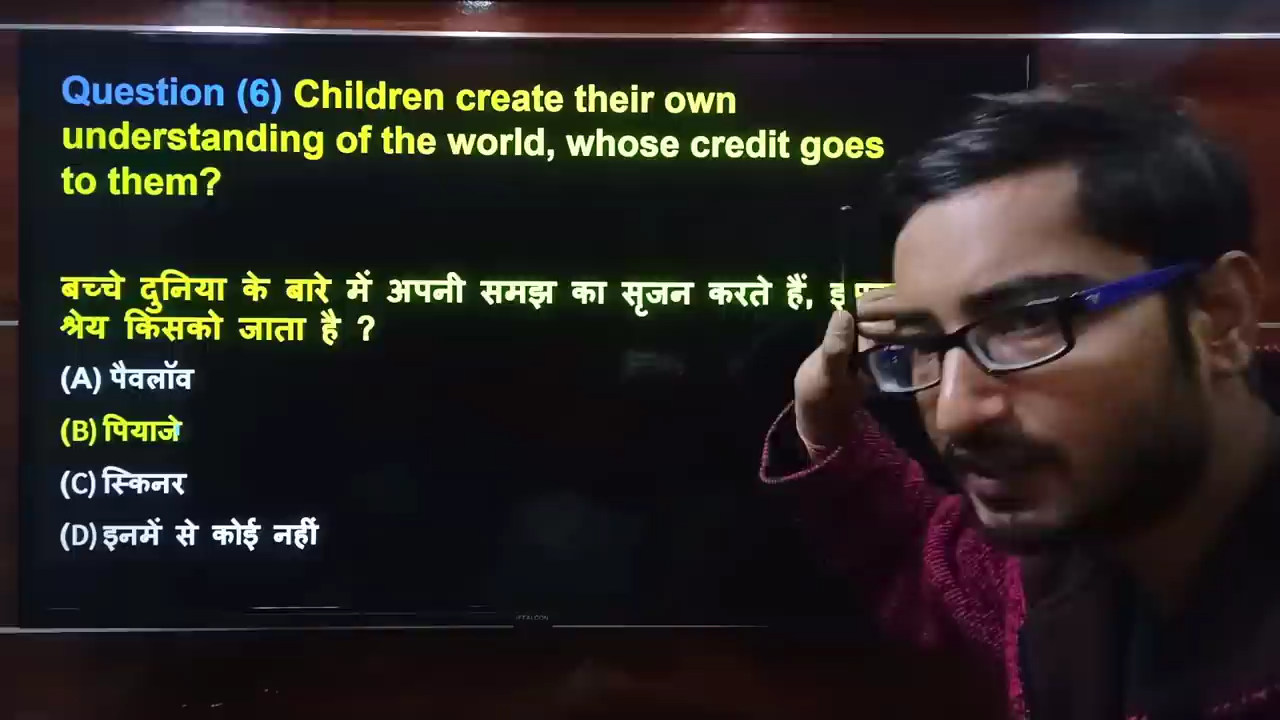 Question (6) Children create their own
understanding of the world, whose credit goes
to them?
बच्चे दुनिया के बारे में अपनी समझ का सृजन करते हैं,
श्रेय किसको जाता है ?
(A) पैवलॉव
(B) पियाजे
(C) स्किनर
(D) इनमें से कोई नहीं